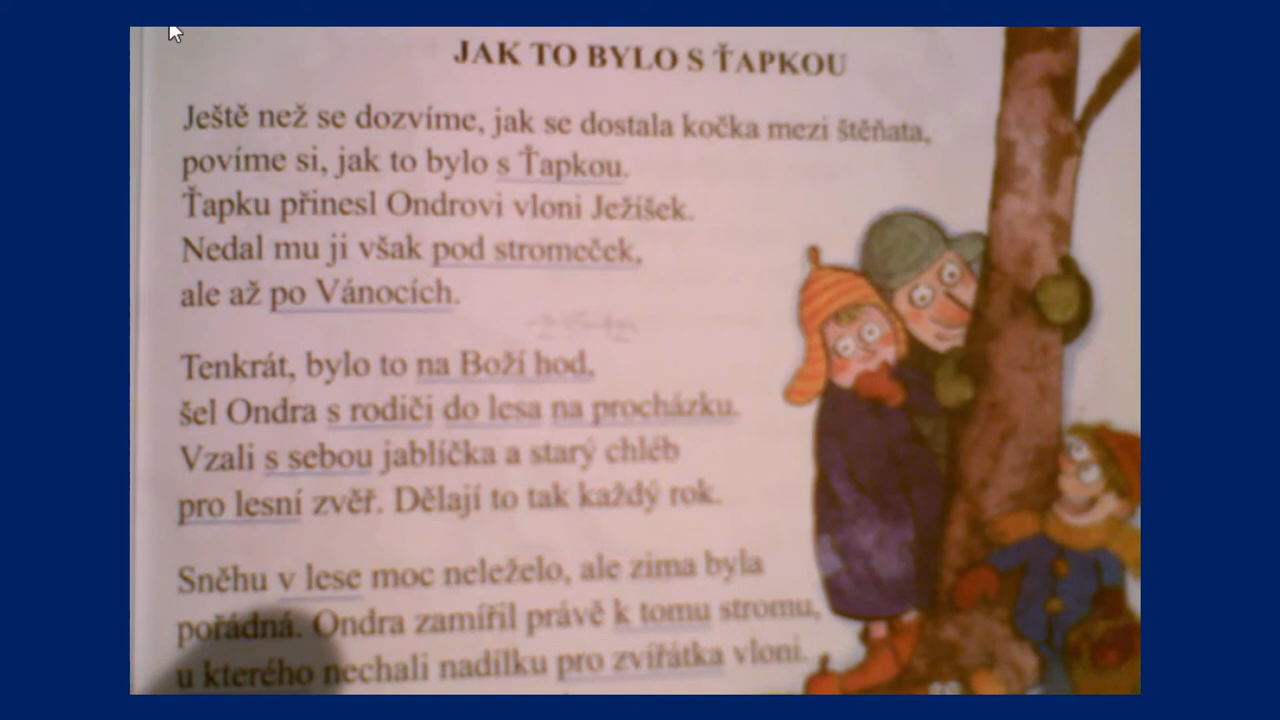 JAK TO BYLO S ŤAPKOU
Ještě než se dozvíme, jak se dostala kočka mezi štěňata,
povíme si, jak to bylo s Ťapkou.
Ťapku přinesl Ondrovi vloni Ježíšek.
Nedal mu ji však pod stromeček,
ale až po Vánocích.
Tenkrát, bylo to na Boží hod,
šel Ondra s rodiči do lesa na procházku.
Vzali s sebou jablíčka a starý chléb
pro lesní zvěř. Dělají to tak každý rok.
Sněhu v lese moc neleželo, ale zima byla
pořádná. Ondra zamířil právě k tomu stromu,
u kterého nechali nadílku pro zvířátka vloni.